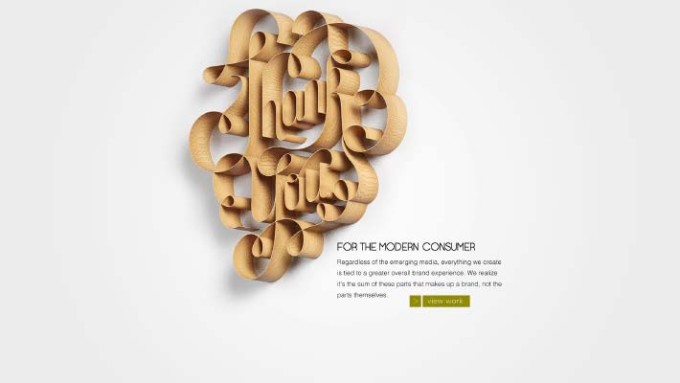 Thank
You
FOR THE MODERN CONSUMER
Regardless of the emerging media, everything we create
is tied to a greater overall brand experience. We realize
it's the sum of these parts that makes up a brand, not the
parts themselves.
> view work